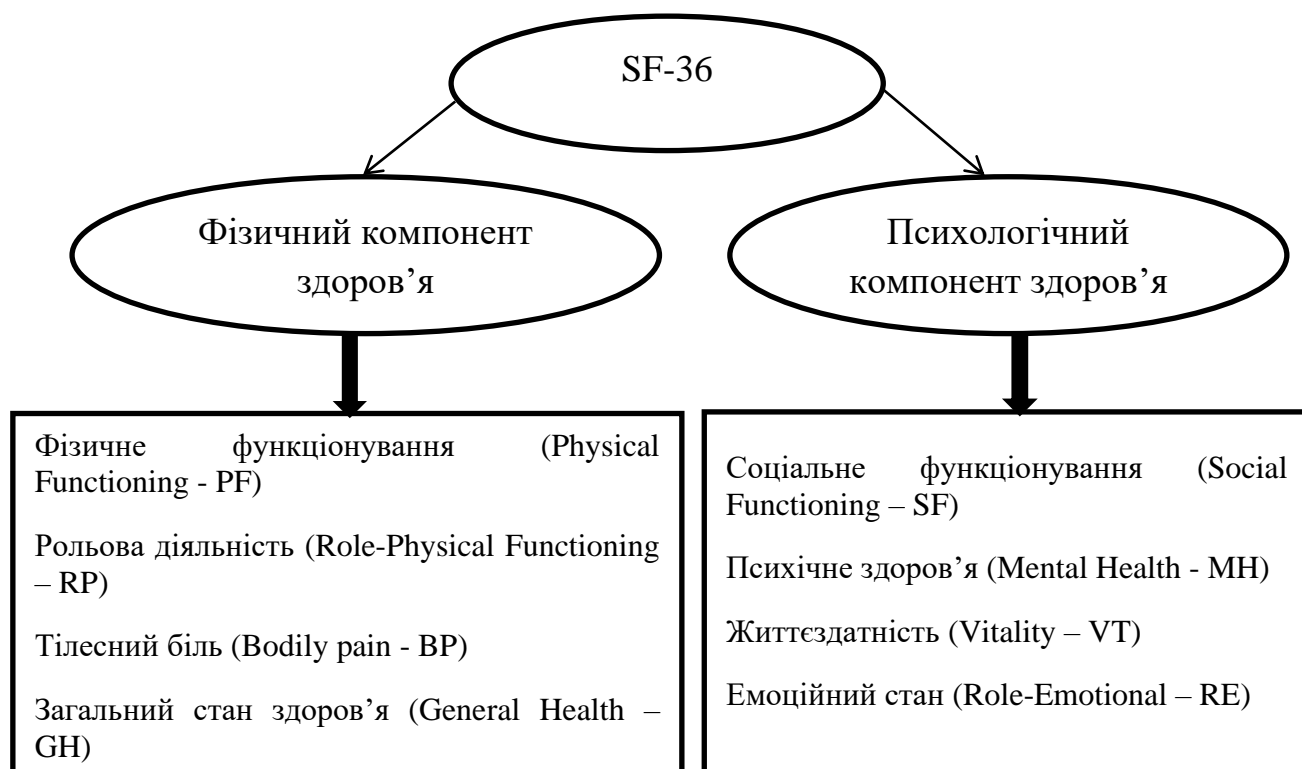 SF-36
Фізичний компонент
здоров’я
Психологічний
компонент здоров’я
Фізичне функціонування (Physical
Functioning - PF)
Рольова діяльність (Role-Physical Functioning
– RP)
Тілесний біль (Bodily pain - BP)
Загальний стан здоров’я (General Health –
GH)
Соціальне функціонування (Social
Functioning – SF)
Психічне здоров’я (Mental Health - MH)
Життєздатність (Vitality – VT)
Емоційний стан (Role-Emotional – RE)